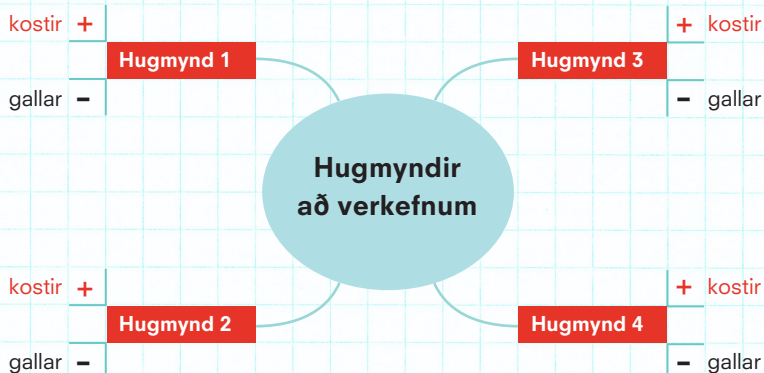 kostir +
Hugmynd 1
gallar -
+ kostir
Hugmynd 3
- gallar
Hugmyndir
að verkefnum
kostir +
Hugmynd 2
gallar -
+ kostir
Hugmynd 4
- gallar